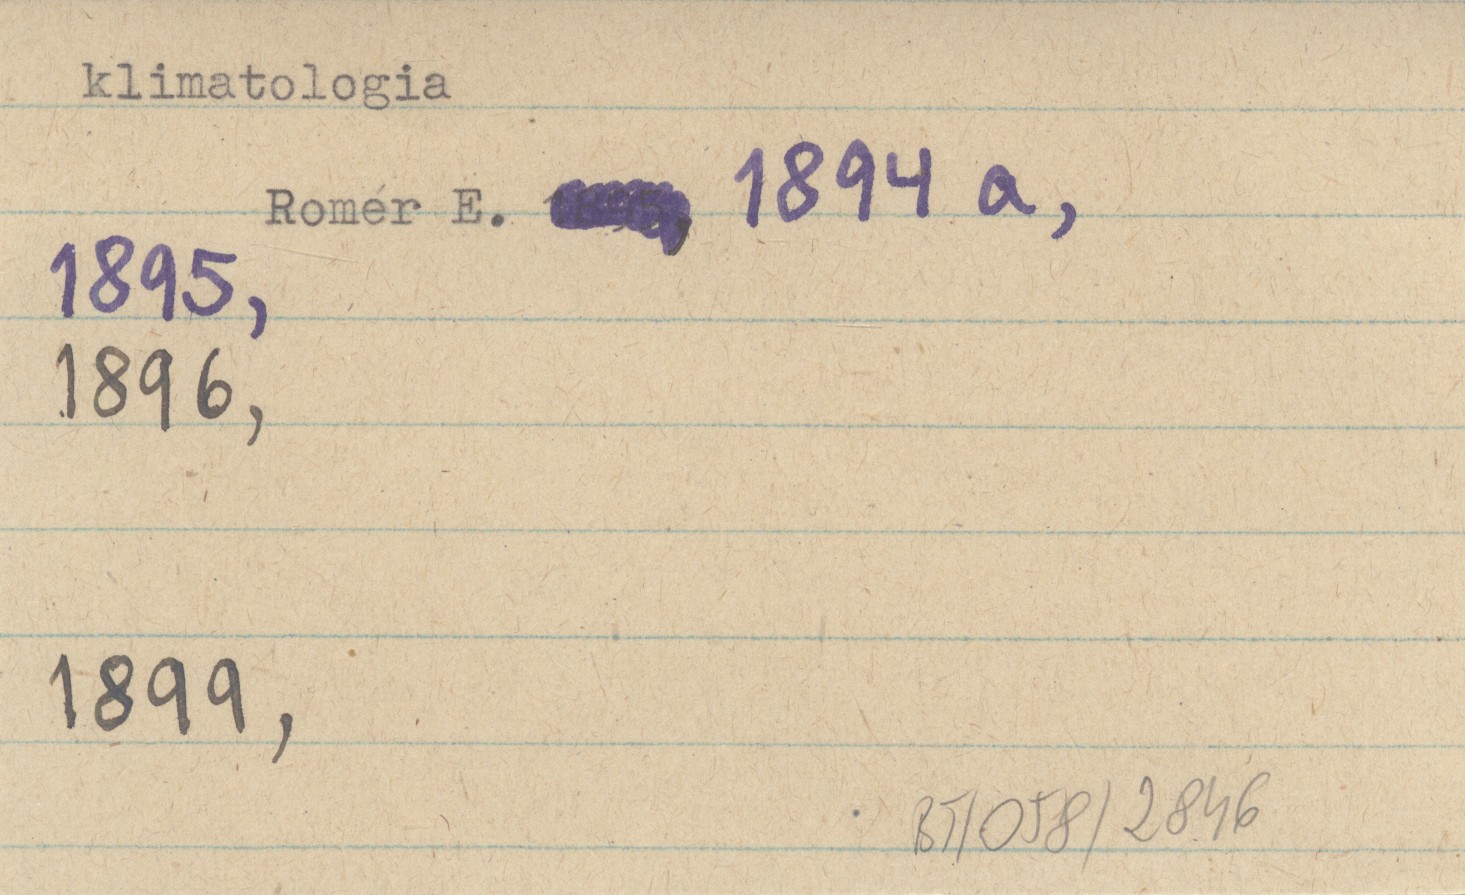 klimatologia
Romer E. 1894 a,
1895,
1896,
1899,
BT/058/2846